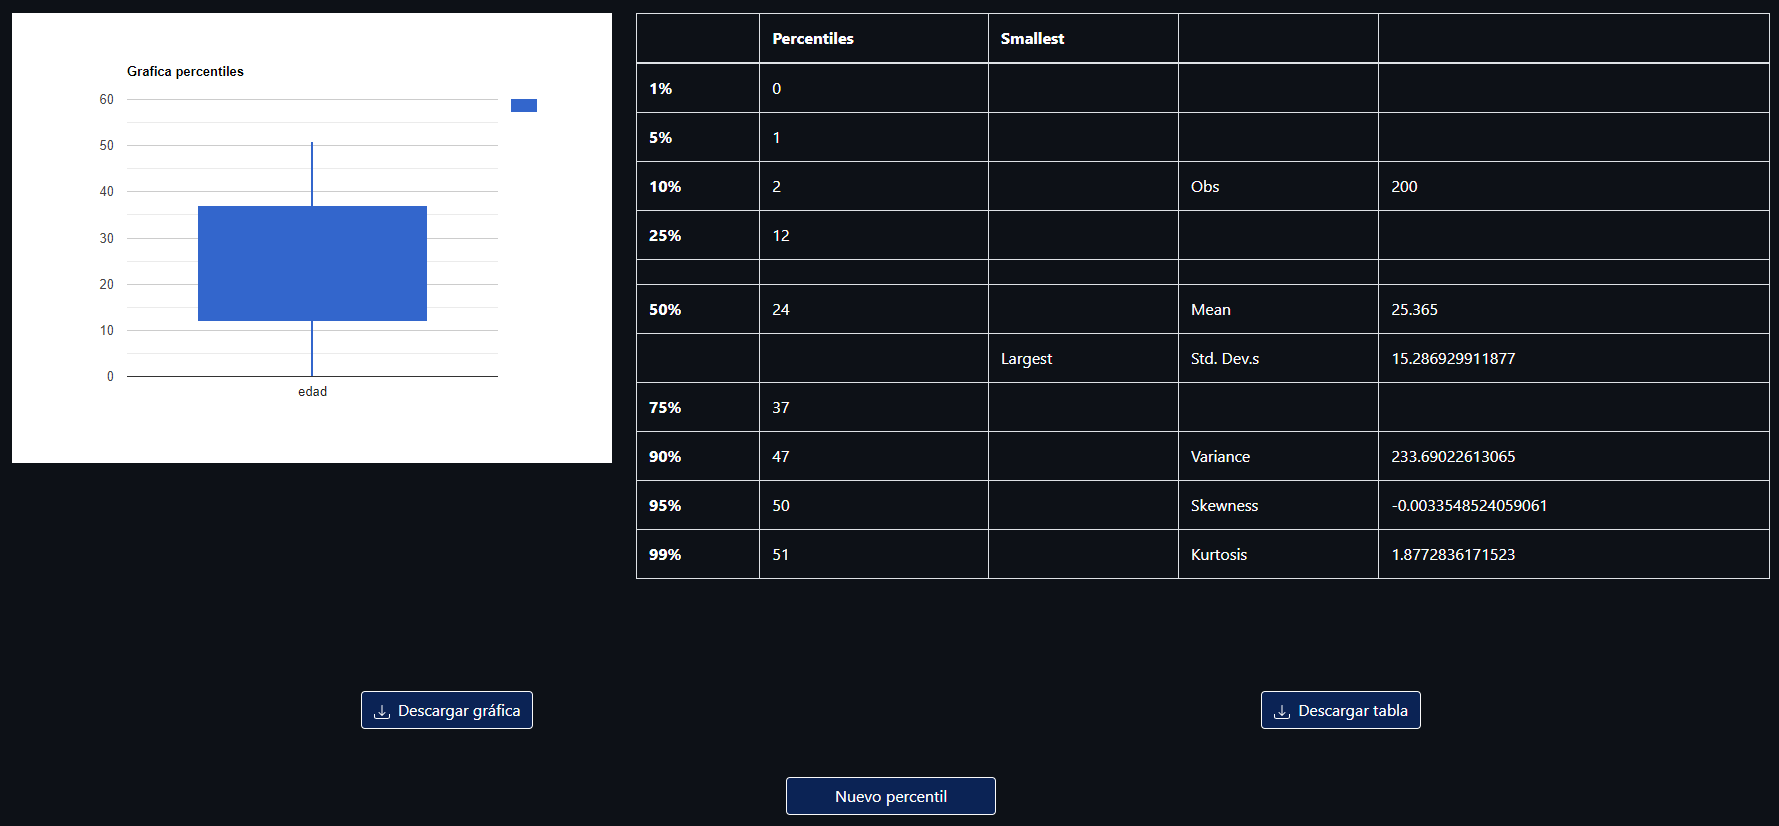 Grafica percentiles
60
50
40
30
20
10
0
edad
Percentiles Smallest
1% 0
5% 1
10% 2 Obs 200
25% 12
50% 24 Mean 25.365
Largest Std. Dev.s 15.286929911877
75% 37
90% 47 Variance 233.69022613065
95% 50 Skewness -0.0033548524059061
99% 51 Kurtosis 1.8772836171523
Descargar gráfica
Descargar tabla
Nuevo percentil